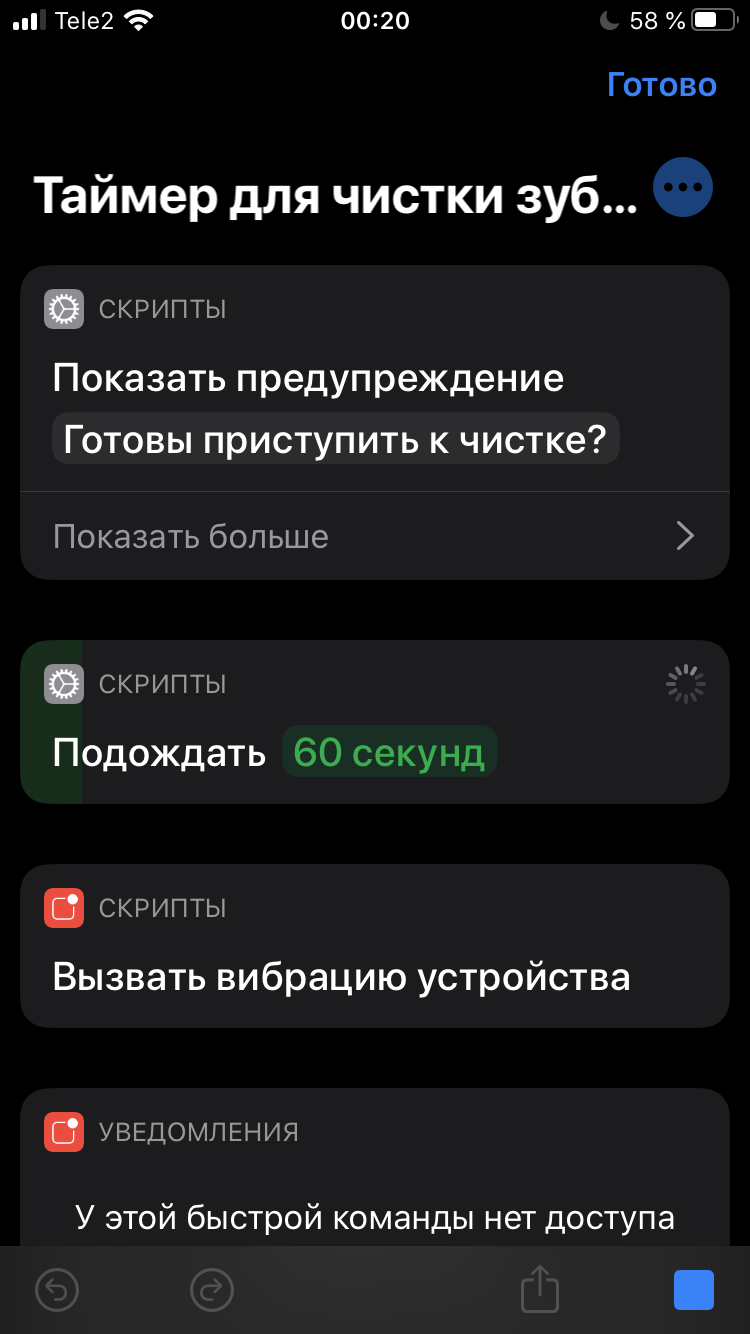 Tele2 00:20 58 %
Готово
Таймер для чистки зуб...
СКРИПТЫ
Показать предупреждение
Готовы приступить к чистке?
Показать больше
СКРИПТЫ
Подождать 60 секунд
СКРИПТЫ
Вызвать вибрацию устройства
УВЕДОМЛЕНИЯ
У этой быстрой команды нет доступа